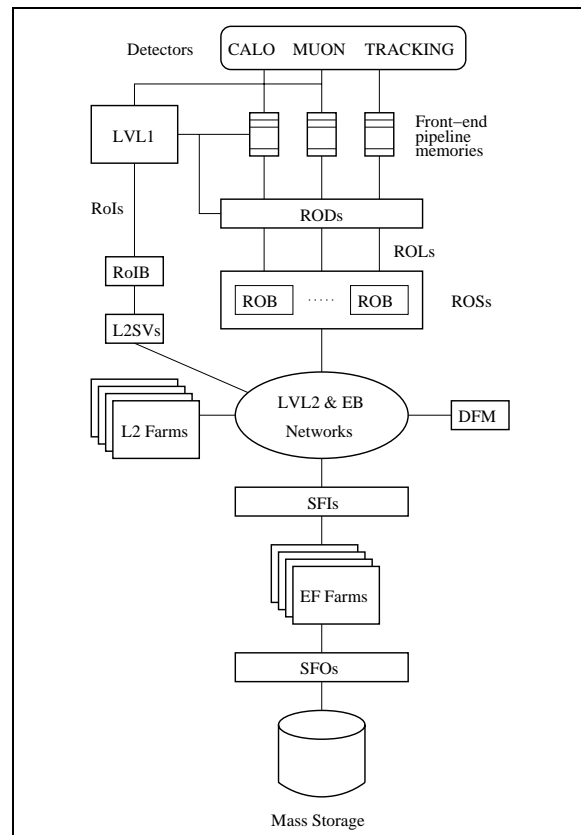 Detectors CALO MUON TRACKING
LVL1
Front−end
pipeline
memories
RoIs
RODs
ROLs
RoIB
ROB ..... ROB
ROSs
L2SVs
LVL2 & EB
Networks
L2 Farms
DFM
SFIs
EF Farms
SFOs
Mass Storage